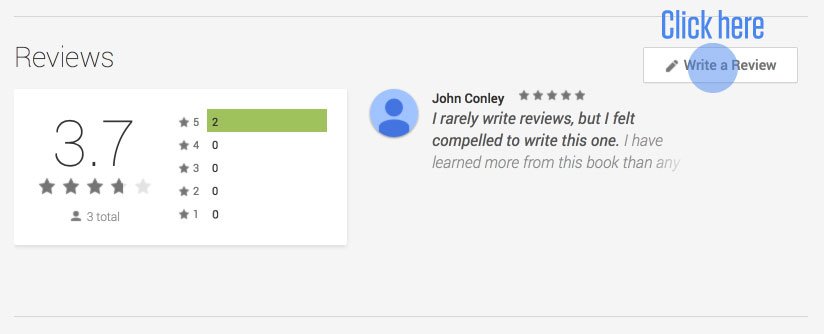 Click here
Reviews
Write a Review
3.7
3 total
5 2
4 0
3 0
2 0
1 0
John Conley
I rarely write reviews, but I felt
compelled to write this one. I have
learned more from this book than any